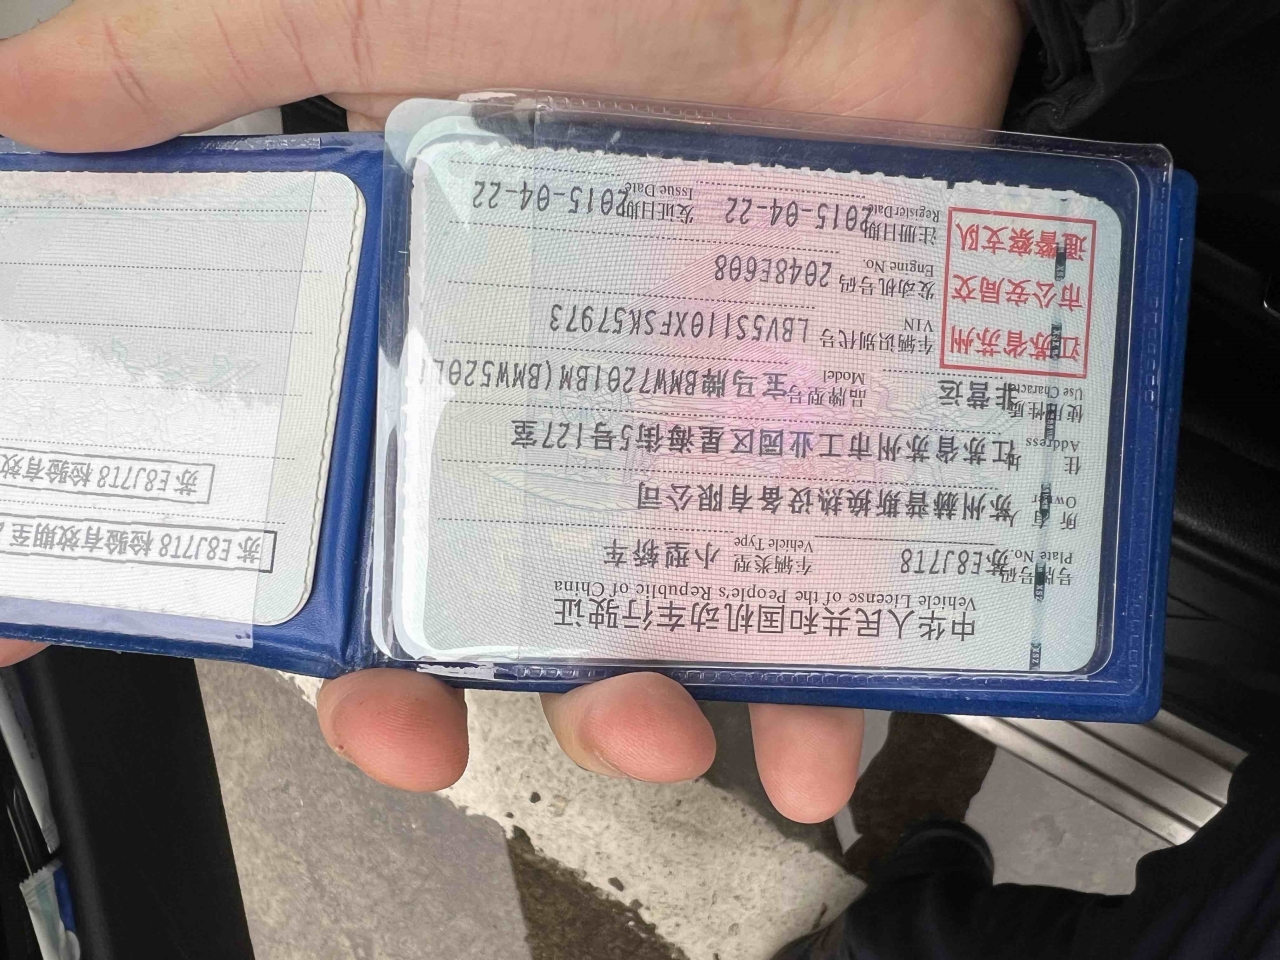 中华人民共和国机动车行驶证
Vehicle License of the People's Republic of China
号牌号码 苏E8J7T8 车辆类型 小型轿车
Plate No. Vehicle Type
所有人 苏州赫普斯换热设备有限公司
Owner
住址 江苏省苏州市工业园区星海街5号127室
Address
使用性质 非营运 品牌型号 宝马牌BMW7201BM(BMW520L
Use Character Model
江苏省苏州
市公安局交
通警察支队
车辆识别代号 LBV5S110XFSK57973
VIN
发动机号码 2048E608
Engine No.
注册日期 2015-04-22 发证日期 2015-04-22
Register Date Issue Date
苏E8J7T8 检验有效期至
苏E8J7T8 检验有效